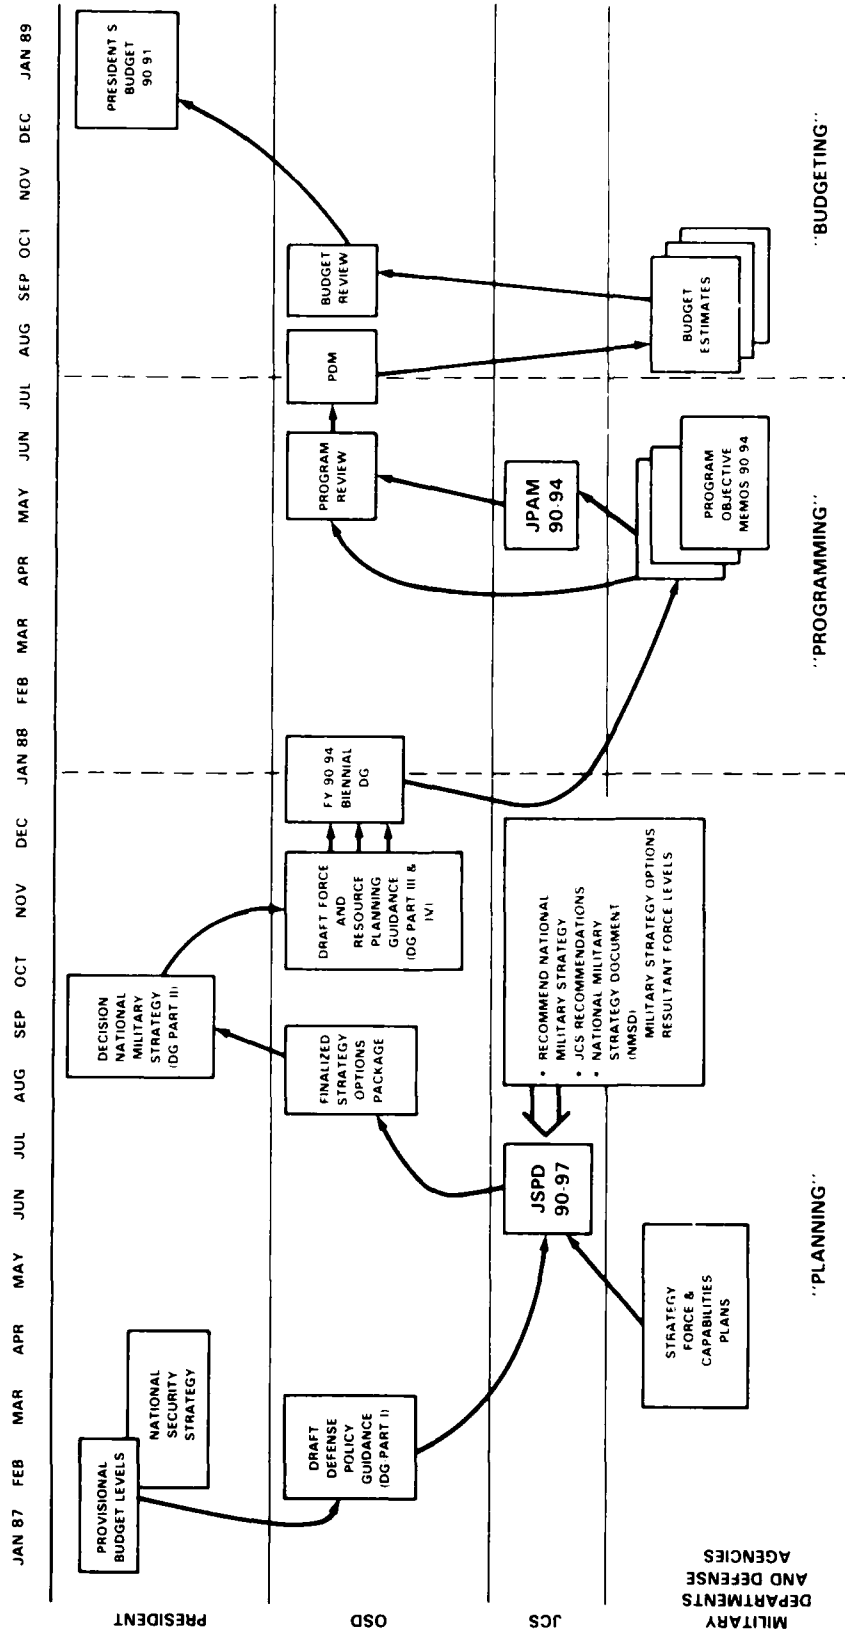 JAN 87 FEB MAR APR MAY JUN JUL AUG SEP OCT NOV DEC JAN 88 FEB MAR APR MAY JUN JUL AUG SEP OCT NOV DEC JAN 89
PRESIDENT
PROVISIONAL
BUDGET LEVELS
NATIONAL
SECURITY
STRATEGY
DECISION
NATIONAL
MILITARY
STRATEGY
(DG PART II)
PRESIDENT S
BUDGET
90 91
OSD
DRAFT
DEFENSE
POLICY
GUIDANCE
(DG PART I)
FINALIZED
STRATEGY
OPTIONS
PACKAGE
DRAFT FORCE
AND
RESOURCE
PLANNING
GUIDANCE
(DG PART III &
IV)
FY 90 94
BIENNIAL
DG
PROGRAM
REVIEW
PDM
BUDGET
REVIEW
JCS
JSPD
90-97
• RECOMMEND NATIONAL
MILITARY STRATEGY
• JCS RECOMMENDATIONS
• NATIONAL MILITARY
STRATEGY DOCUMENT
(NMSD)
MILITARY STRATEGY OPTIONS
RESULTANT FORCE LEVELS
JPAM
90-94
MILITARY
DEPARTMENTS
AND DEFENSE
AGENCIES
STRATEGY
FORCE &
CAPABILITIES
PLANS
PROGRAM
OBJECTIVE
MEMOS 90 94
BUDGET
ESTIMATES
"PLANNING"
"PROGRAMMING"
"BUDGETING"